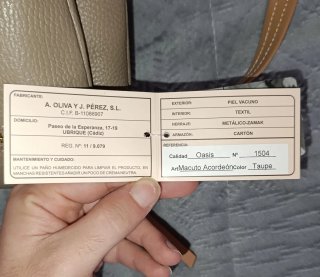 FABRICANTE:
A. OLIVA Y J. PÉREZ, S.L.
C.I.F. B-11066907
DOMICILIO:
Paseo de la Esperanza, 17-19
UBRIQUE (Cádiz)
REG. Nº: 11 / 9.079
MANTENIMIENTO Y CUIDADO:
UTILICE UN PAÑO HUMEDECIDO PARA LIMPIAR EL PRODUCTO, EN
MANCHAS RESISTENTES AÑADIR UN POCO DE CREMA NEUTRA.
EXTERIOR: PIEL VACUNO
INTERIOR: TEXTIL
HERRAJE: METÁLICO-ZAMAK
ARMAZON: CARTÓN
REFERENCIA:
Calidad Oasis Nº 1504
Art Macuto Acordeón Color Taupe